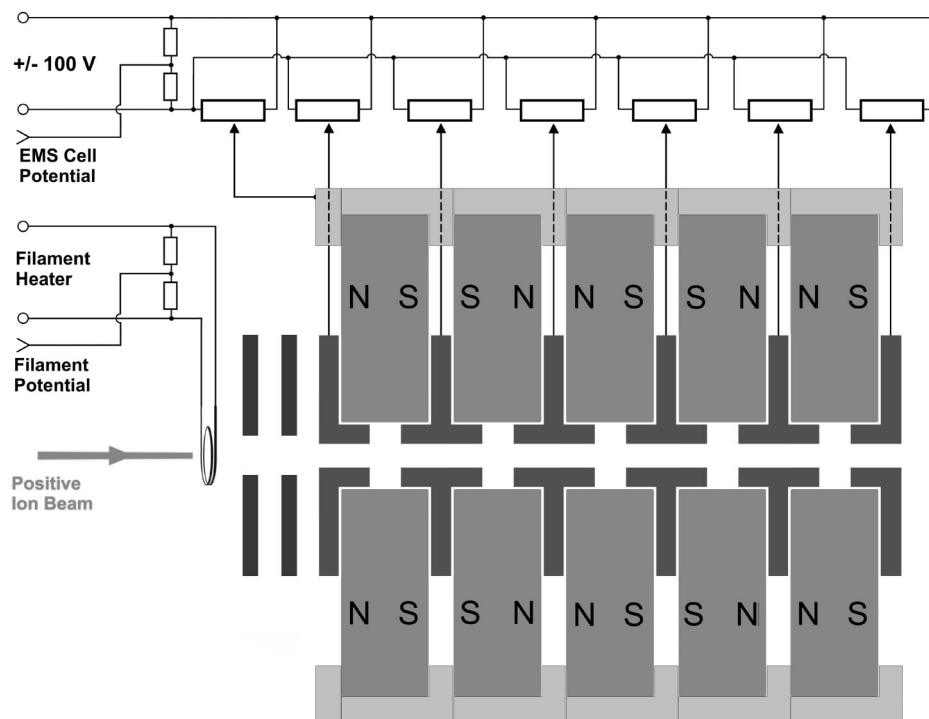 +/- 100 V
EMS Cell
Potential
Filament
Heater
Filament
Potential
Positive
Ion Beam
N S S N N S S N N S
N S S N N S S N N S